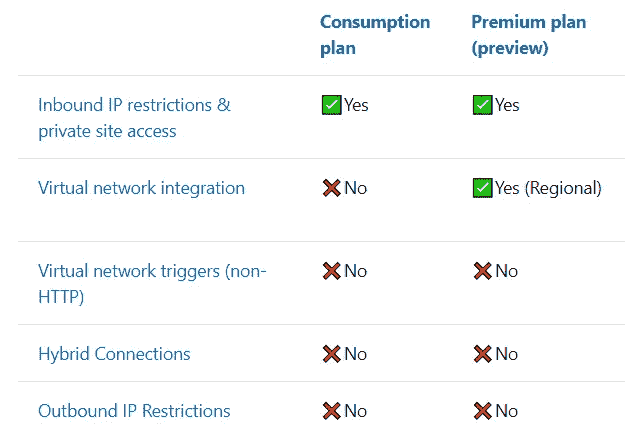 Consumption plan
Premium plan (preview)
Inbound IP restrictions & private site access
Yes
Yes
Virtual network integration
No
Yes (Regional)
Virtual network triggers (non-HTTP)
No
No
Hybrid Connections
No
No
Outbound IP Restrictions
No
No